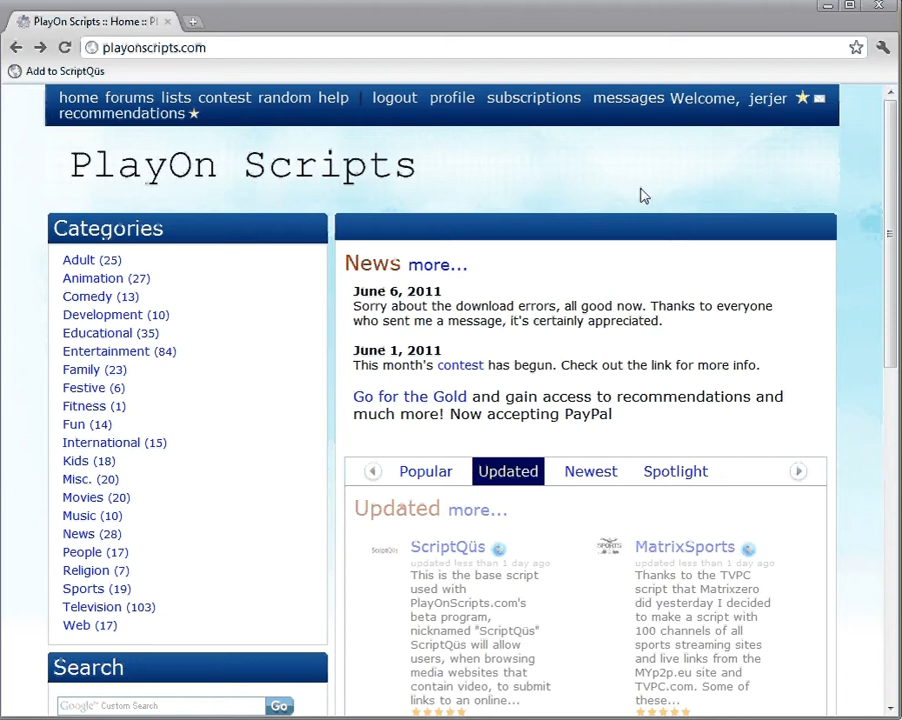 PlayOn Scripts :: Home :: Pl
playonscripts.com
Add to ScriptQüs
home forums lists contest random help | logout profile subscriptions messages Welcome, jerjer
recommendations
PlayOn Scripts
Categories
Adult (25)
Animation (27)
Comedy (13)
Development (10)
Educational (35)
Entertainment (84)
Family (23)
Festive (6)
Fitness (1)
Fun (14)
International (15)
Kids (18)
Misc. (20)
Movies (20)
Music (10)
News (28)
People (17)
Religion (7)
Sports (19)
Television (103)
Web (17)
Search
Google™ Custom Search
Go
News more...
June 6, 2011
Sorry about the download errors, all good now. Thanks to everyone
who sent me a message, it's certainly appreciated.
June 1, 2011
This month's contest has begun. Check out the link for more info.
Go for the Gold and gain access to recommendations and
much more! Now accepting PayPal
Popular Updated Newest Spotlight
Updated more...
ScriptQüs
ScriptQüs
updated less than 1 day ago
This is the base script
used with
PlayOnScripts.com's
beta program,
nicknamed "ScriptQüs"
ScriptQüs will allow
users, when browsing
media websites that
contain video, to submit
links to an online...
SPORTS
MatrixSports
updated less than 1 day ago
Thanks to the TVPC
script that Matrixzero
did yesterday I decided
to make a script with
100 channels of all
sports streaming sites
and live links from the
MYp2p.eu site and
TVPC.com. Some of
these...